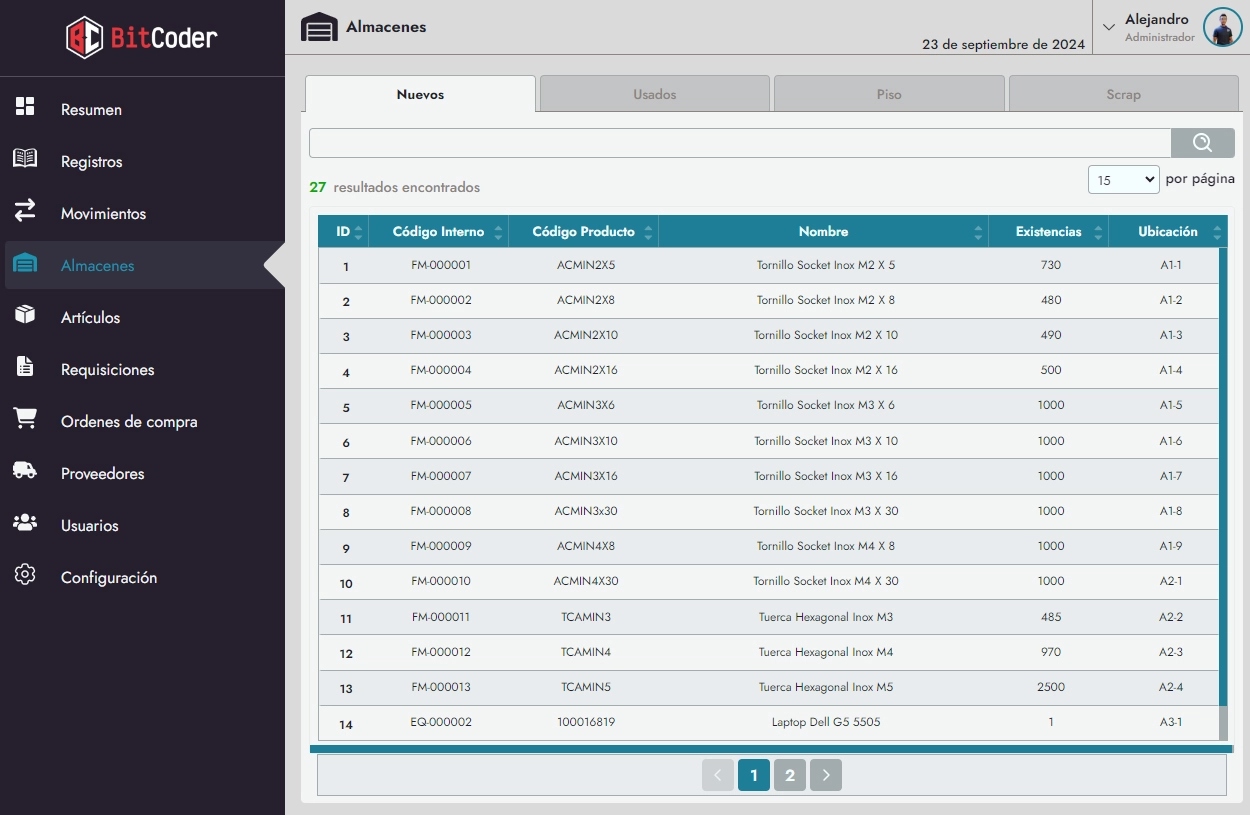 BitCoder
Almacenes
23 de septiembre de 2024
Alejandro
Administrador
Resumen
Registros
Movimientos
Almacenes
Artículos
Requisiciones
Ordenes de compra
Proveedores
Usuarios
Configuración
Nuevos Usados Piso Scrap
27 resultados encontrados
15 por página
ID Código Interno Código Producto Nombre Existencias Ubicación
1 FM-000001 ACMIN2X5 Tornillo Socket Inox M2 X 5 730 A1-1
2 FM-000002 ACMIN2X8 Tornillo Socket Inox M2 X 8 480 A1-2
3 FM-000003 ACMIN2X10 Tornillo Socket Inox M2 X 10 490 A1-3
4 FM-000004 ACMIN2X16 Tornillo Socket Inox M2 X 16 500 A1-4
5 FM-000005 ACMIN3X6 Tornillo Socket Inox M3 X 6 1000 A1-5
6 FM-000006 ACMIN3X10 Tornillo Socket Inox M3 X 10 1000 A1-6
7 FM-000007 ACMIN3X16 Tornillo Socket Inox M3 X 16 1000 A1-7
8 FM-000008 ACMIN3x30 Tornillo Socket Inox M3 X 30 1000 A1-8
9 FM-000009 ACMIN4X8 Tornillo Socket Inox M4 X 8 1000 A1-9
10 FM-000010 ACMIN4X30 Tornillo Socket Inox M4 X 30 1000 A2-1
11 FM-000011 TCAMIN3 Tuerca Hexagonal Inox M3 485 A2-2
12 FM-000012 TCAMIN4 Tuerca Hexagonal Inox M4 970 A2-3
13 FM-000013 TCAMIN5 Tuerca Hexagonal Inox M5 2500 A2-4
14 EQ-000002 100016819 Laptop Dell G5 5505 1 A3-1
1 2